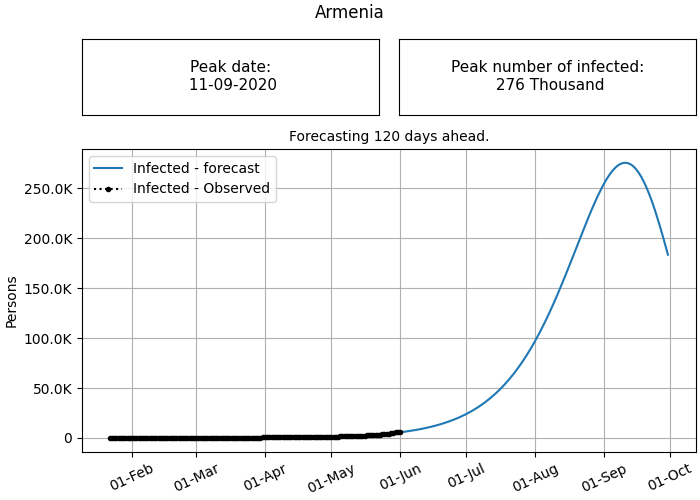 Armenia
Peak date:
11-09-2020
Peak number of infected:
276 Thousand
Forecasting 120 days ahead.
Infected - forecast
Infected - Observed
Persons
250.0K
200.0K
150.0K
100.0K
50.0K
0
01-Feb
01-Mar
01-Apr
01-May
01-Jun
01-Jul
01-Aug
01-Sep
01-Oct